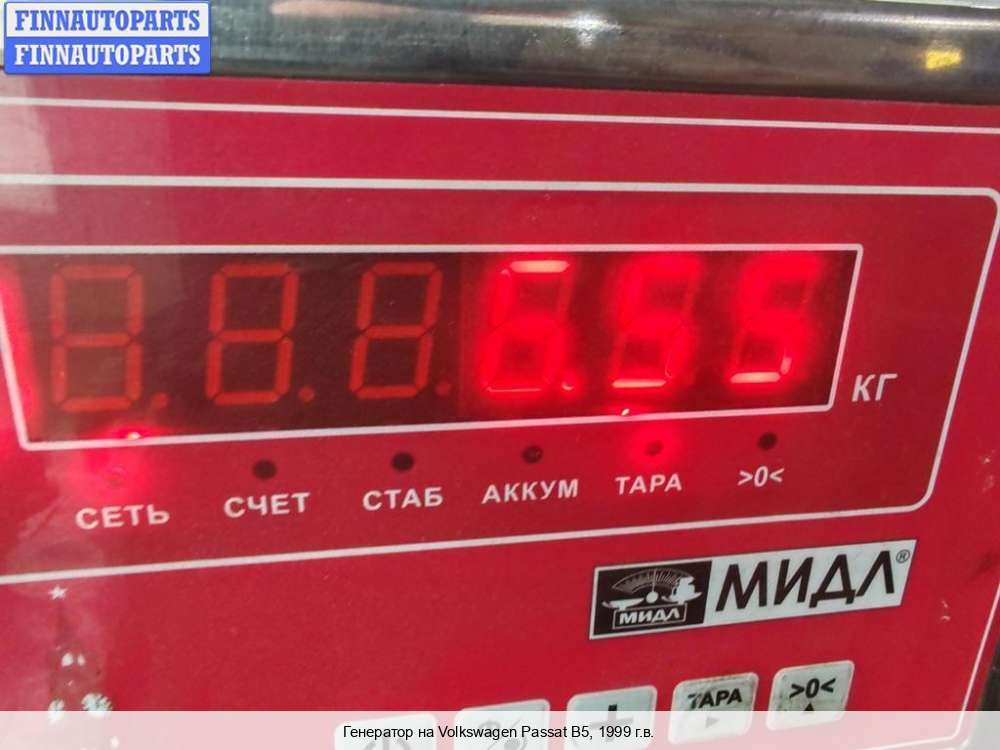 FINNAUTOPARTS
FINNAUTOPARTS
6.55
КГ
СЕТЬ СЧЕТ СТАБ АККУМ ТАРА >0<
МИДЛ МИДЛ®
ТАРА >0<
Генератор на Volkswagen Passat B5, 1999 г.в.